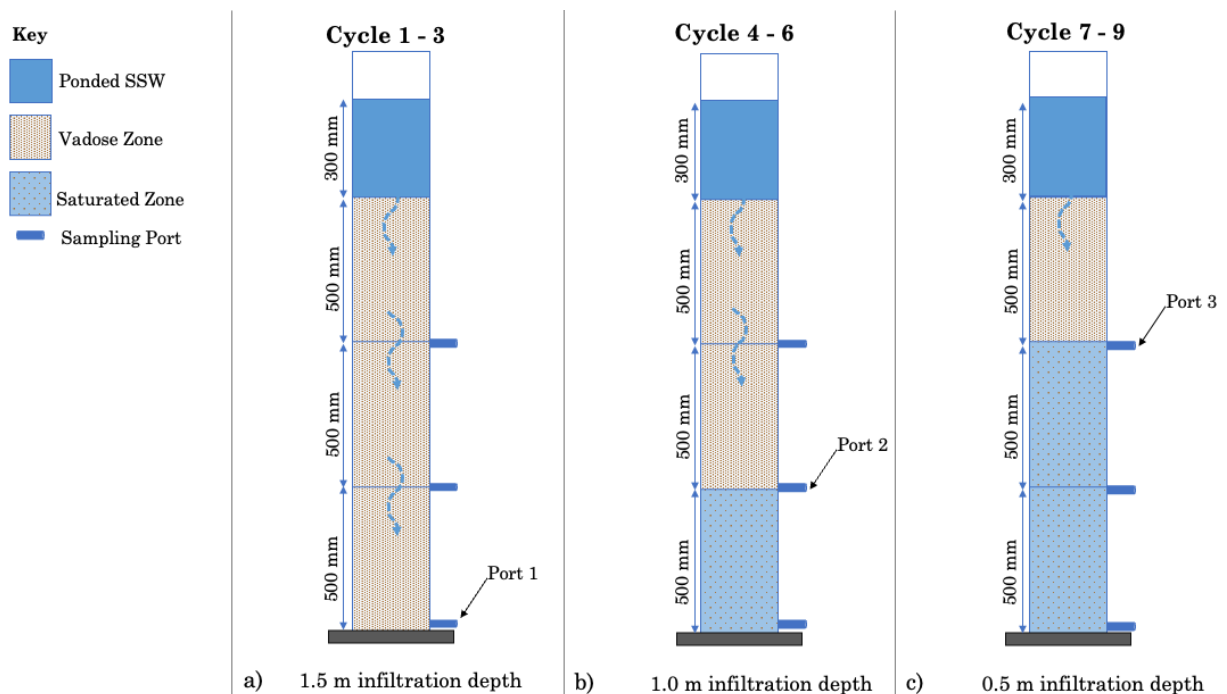 Key
Ponded SSW
Vadose Zone
Saturated Zone
Sampling Port
Cycle 1 - 3
300 mm
500 mm
500 mm
500 mm
Port 1
a)
1.5 m infiltration depth
Cycle 4 - 6
300 mm
500 mm
500 mm
500 mm
Port 2
b)
1.0 m infiltration depth
Cycle 7 - 9
300 mm
500 mm
500 mm
500 mm
Port 3
c)
0.5 m infiltration depth